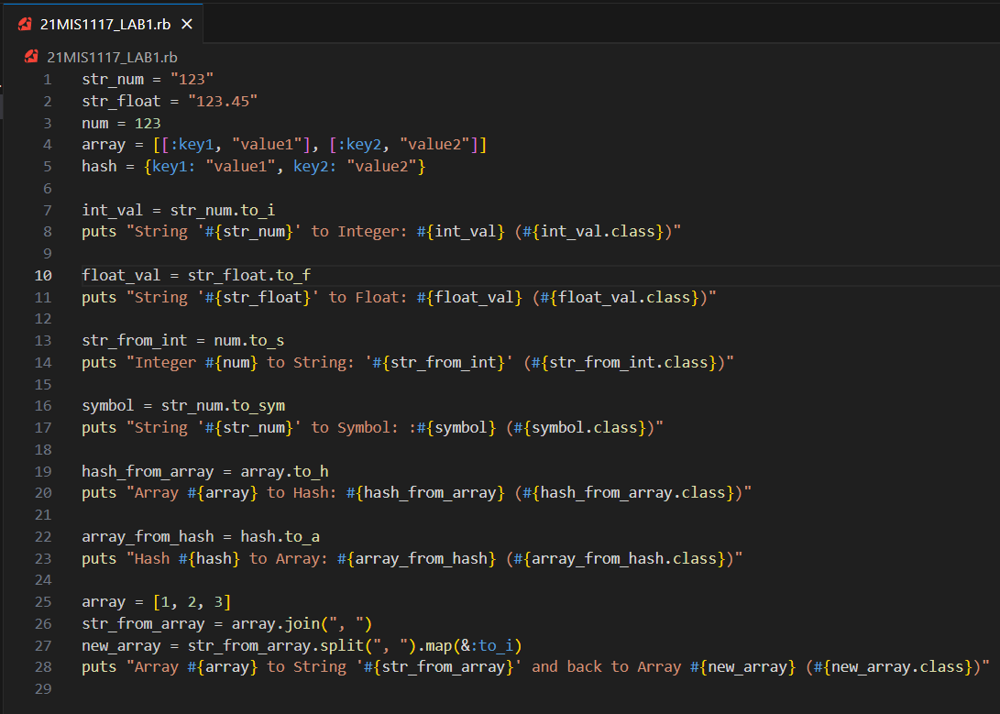 21MIS1117_LAB1.rb
21MIS1117_LAB1.rb
1 str_num = "123"
2 str_float = "123.45"
3 num = 123
4 array = [[:key1, "value1"], [:key2, "value2"]]
5 hash = {key1: "value1", key2: "value2"}
6
7 int_val = str_num.to_i
8 puts "String '#{str_num}' to Integer: #{int_val} (#{int_val.class})"
9
10 float_val = str_float.to_f
11 puts "String '#{str_float}' to Float: #{float_val} (#{float_val.class})"
12
13 str_from_int = num.to_s
14 puts "Integer #{num} to String: '#{str_from_int}' (#{str_from_int.class})"
15
16 symbol = str_num.to_sym
17 puts "String '#{str_num}' to Symbol: :#{symbol} (#{symbol.class})"
18
19 hash_from_array = array.to_h
20 puts "Array #{array} to Hash: #{hash_from_array} (#{hash_from_array.class})"
21
22 array_from_hash = hash.to_a
23 puts "Hash #{hash} to Array: #{array_from_hash} (#{array_from_hash.class})"
24
25 array = [1, 2, 3]
26 str_from_array = array.join(", ")
27 new_array = str_from_array.split(", ").map(&:to_i)
28 puts "Array #{array} to String '#{str_from_array}' and back to Array #{new_array} (#{new_array.class})"
29